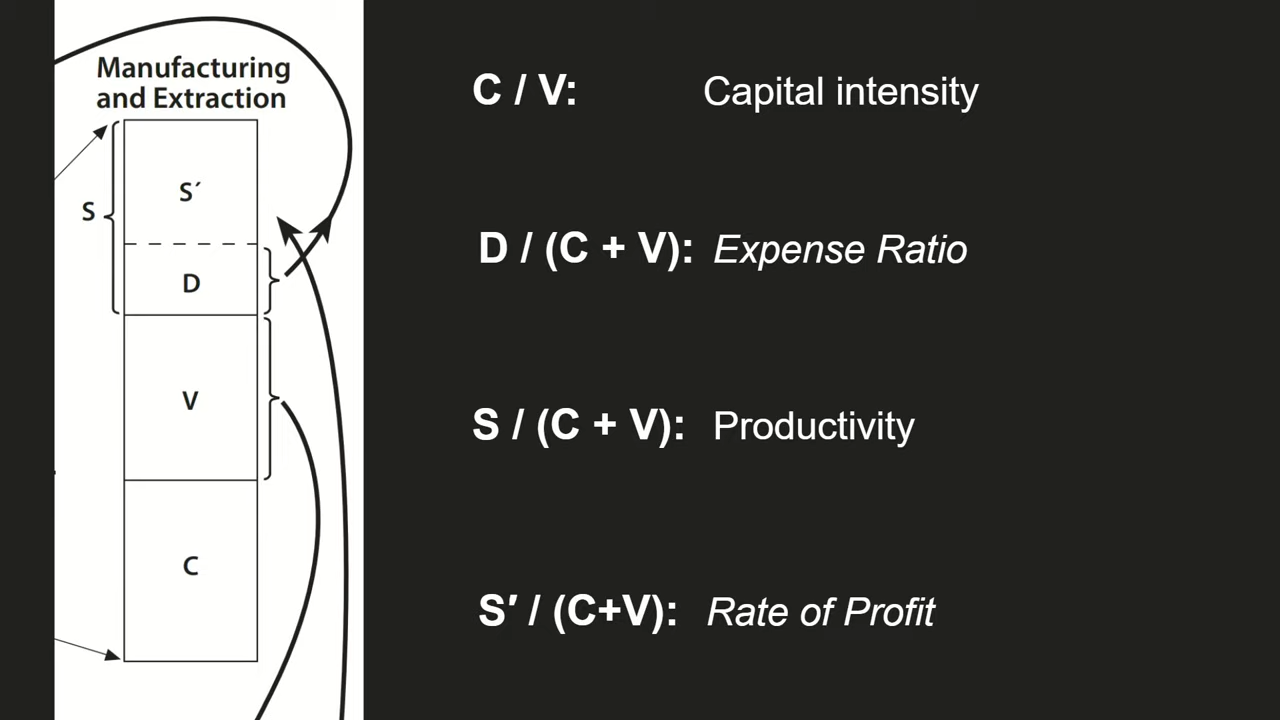 Manufacturing
and Extraction
S
S′
D
V
C
C / V: Capital intensity
D / (C + V): Expense Ratio
S / (C + V): Productivity
S′ / (C+V): Rate of Profit